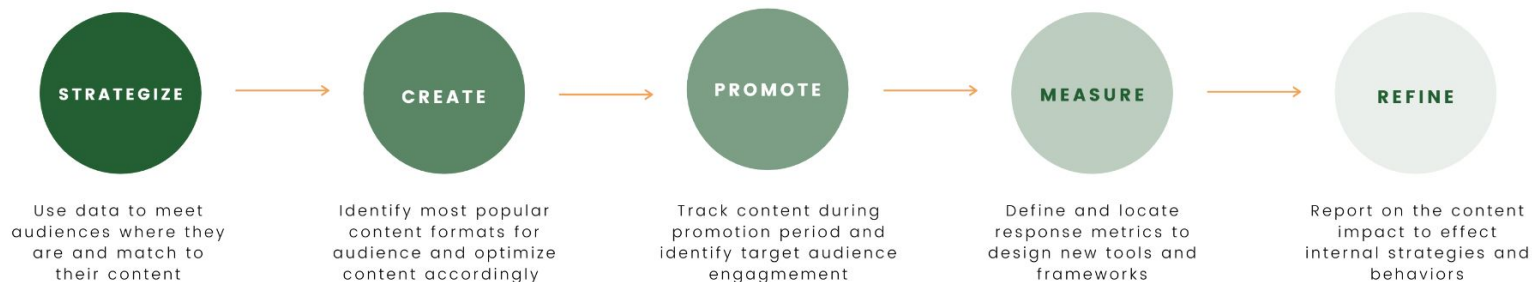 STRATEGIZE
CREATE
PROMOTE
MEASURE
REFINE
Use data to meet
audiences where they
are and match to
their content
Identify most popular
content formats for
audience and optimize
content accordingly
Track content during
promotion period and
identify target audience
engagmement
Define and locate
response metrics to
design new tools and
frameworks
Report on the content
impact to effect
internal strategies and
behaviors